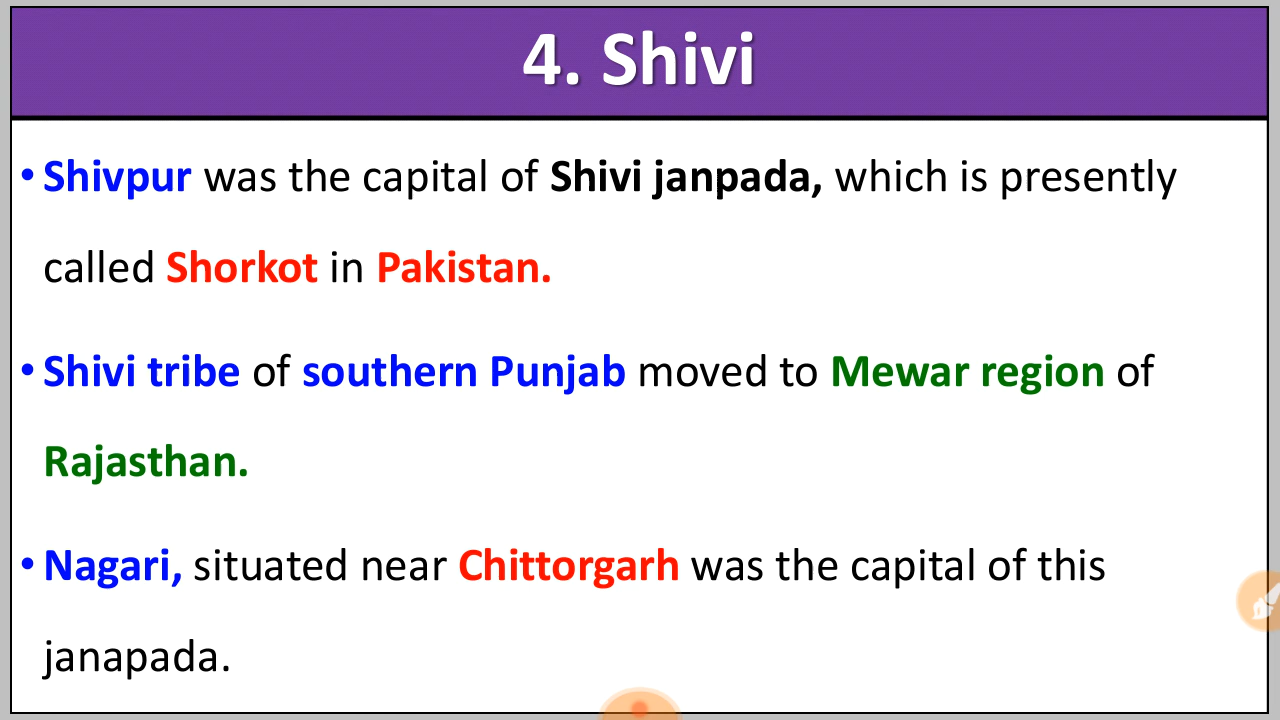 4. Shivi
• Shivpur was the capital of Shivi janpada, which is presently
called Shorkot in Pakistan.
• Shivi tribe of southern Punjab moved to Mewar region of
Rajasthan.
• Nagari, situated near Chittorgarh was the capital of this
janapada.